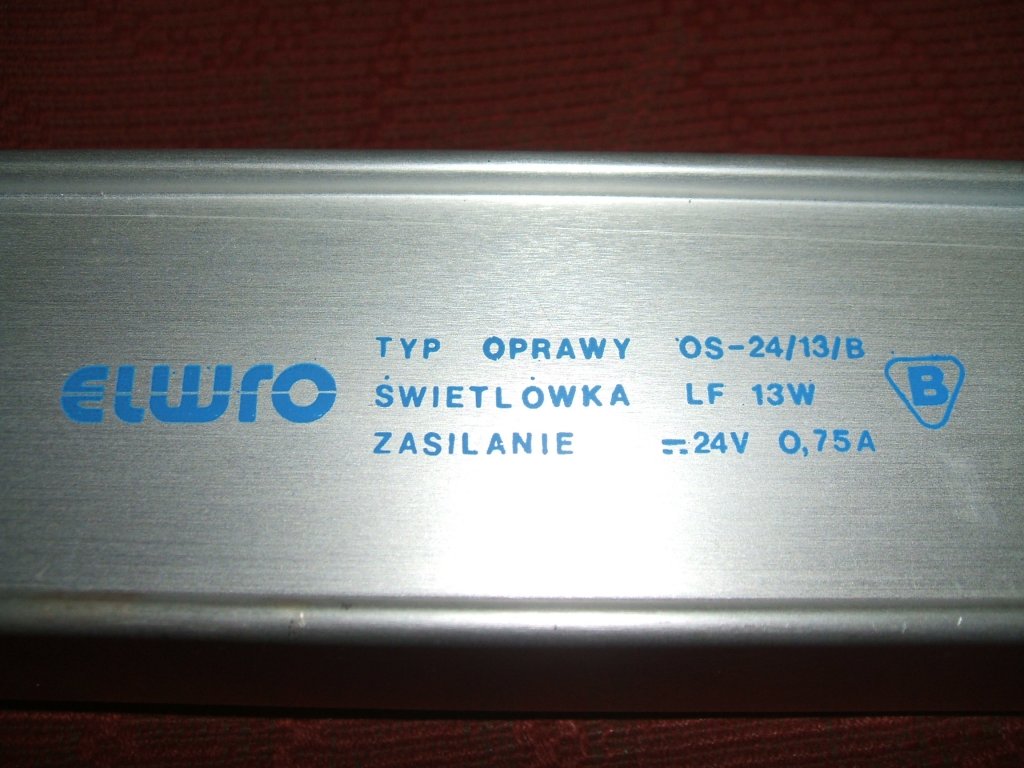 ELWRO
TYP OPRAWY OS-24/13/B
ŚWIETLÓWKA LF 13W
ZASILANIE ⎓24V 0,75A
B